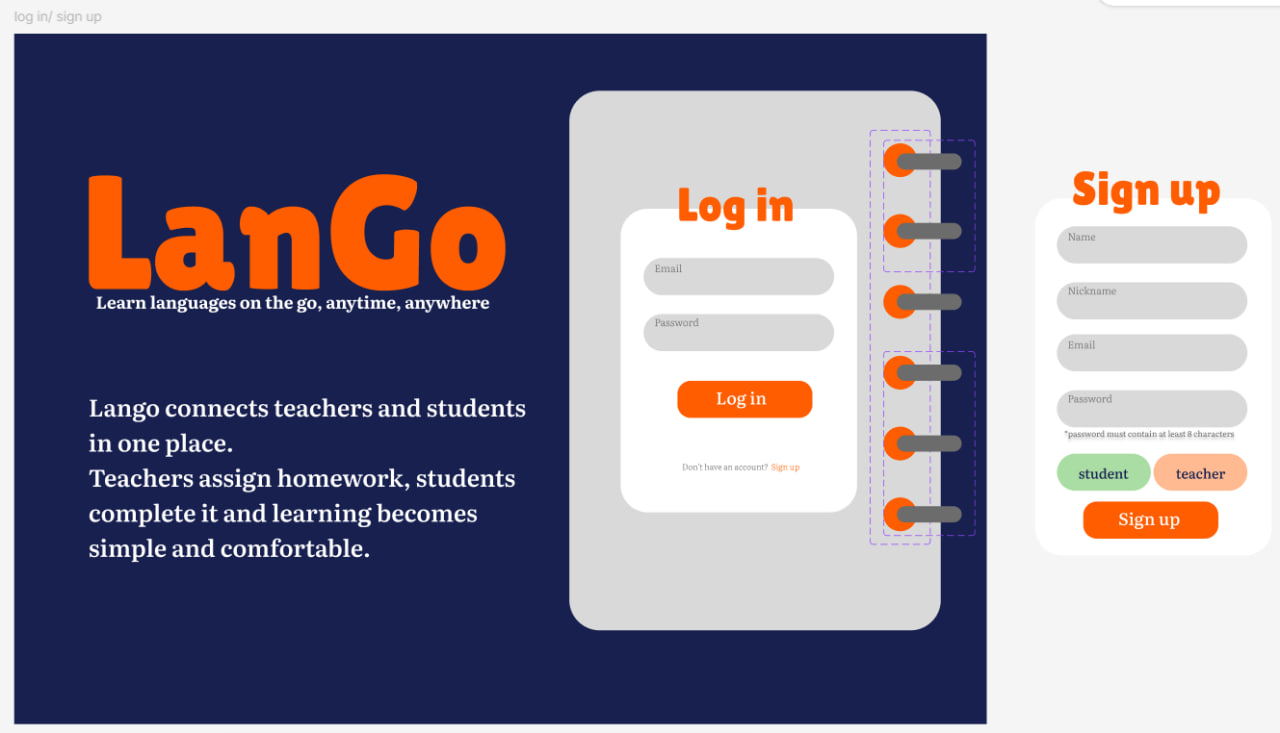 log in/ sign up
LanGo
Learn languages on the go, anytime, anywhere
Lango connects teachers and students
in one place.
Teachers assign homework, students
complete it and learning becomes
simple and comfortable.
Log in
Email
Password
Log in
Don't have an account? Sign up
Sign up
Name
Nickname
Email
Password
*password must contain at least 8 characters
student teacher
Sign up